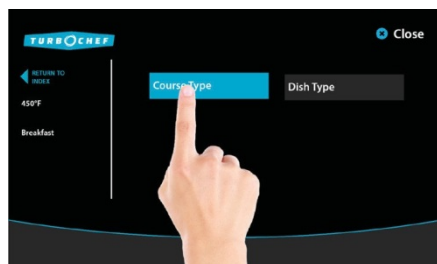 TURBOCHEF
Close
RETURN TO
INDEX
450°F
Breakfast
Course Type
Dish Type